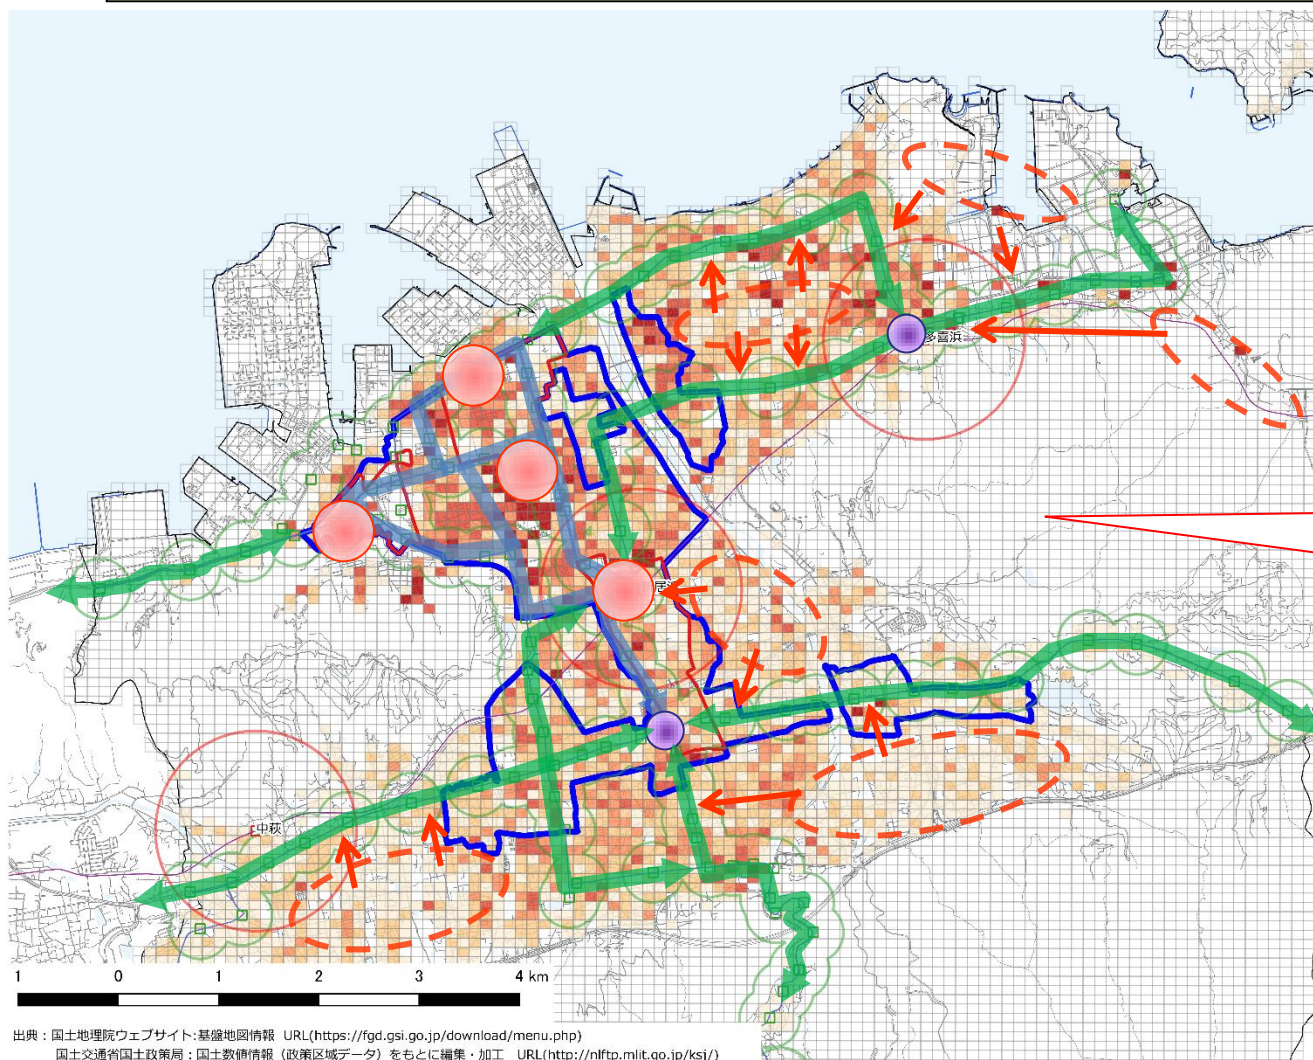 多喜浜
居
中萩
1 0 1 2 3 4 km
出典：国土地理院ウェブサイト:基盤地図情報 URL(https://fgd.gsi.go.jp/download/menu.php)
国土交通省国土政策局：国土数値情報（政策区域データ）をもとに編集・加工 URL(http://nlftp.mlit.go.jp/ksj/)